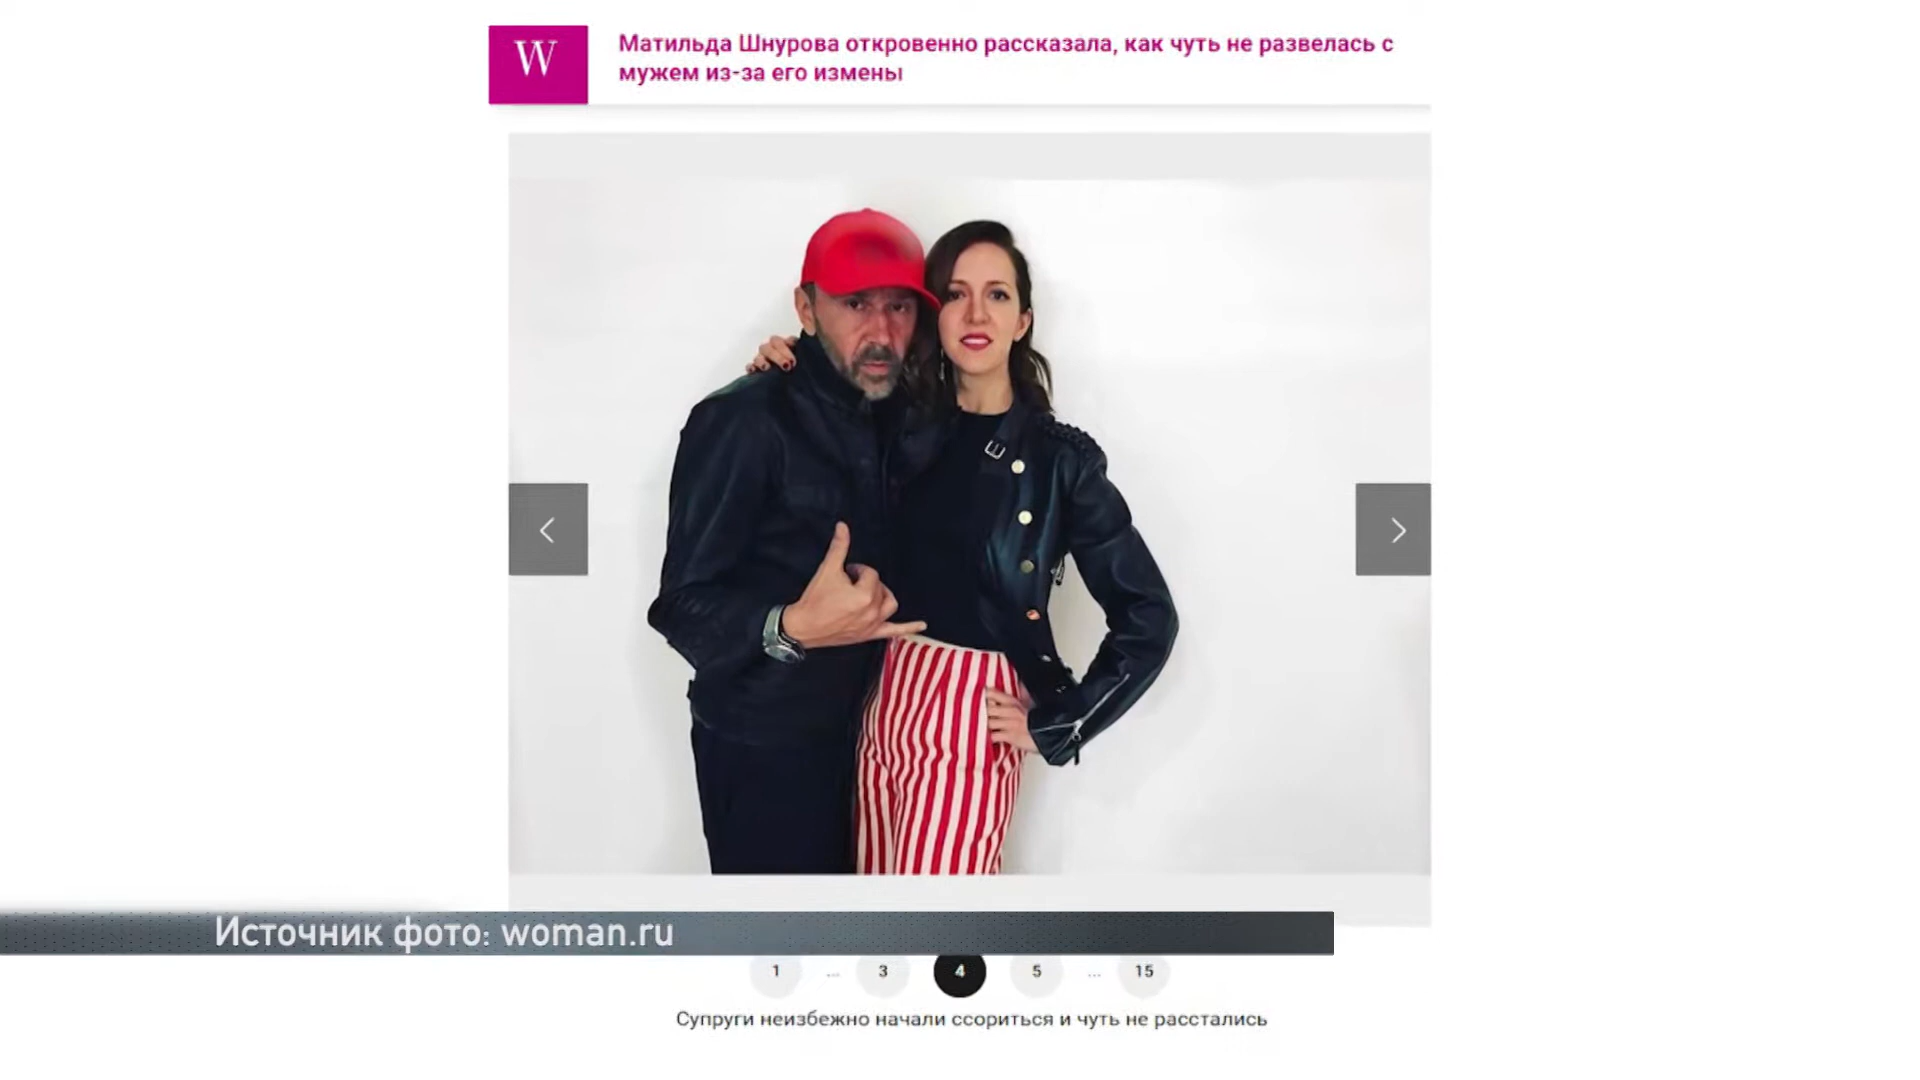 W
Матильда Шнурова откровенно рассказала, как чуть не развелась с
мужем из-за его измены
Источник фото: woman.ru
1 ... 3 4 5 ... 15
Супруги неизбежно начали ссориться и чуть не расстались